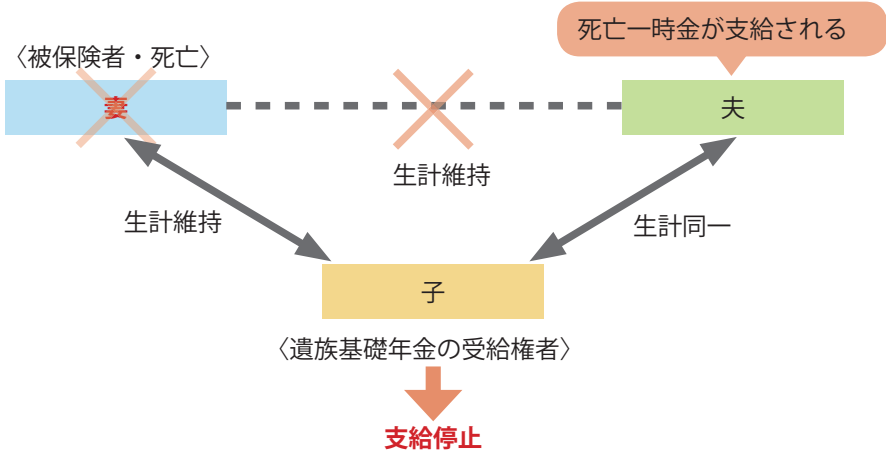 死亡一時金が支給される
〈被保険者・死亡〉
妻
夫
生計維持
生計維持
生計同一
子
〈遺族基礎年金の受給権者〉
支給停止